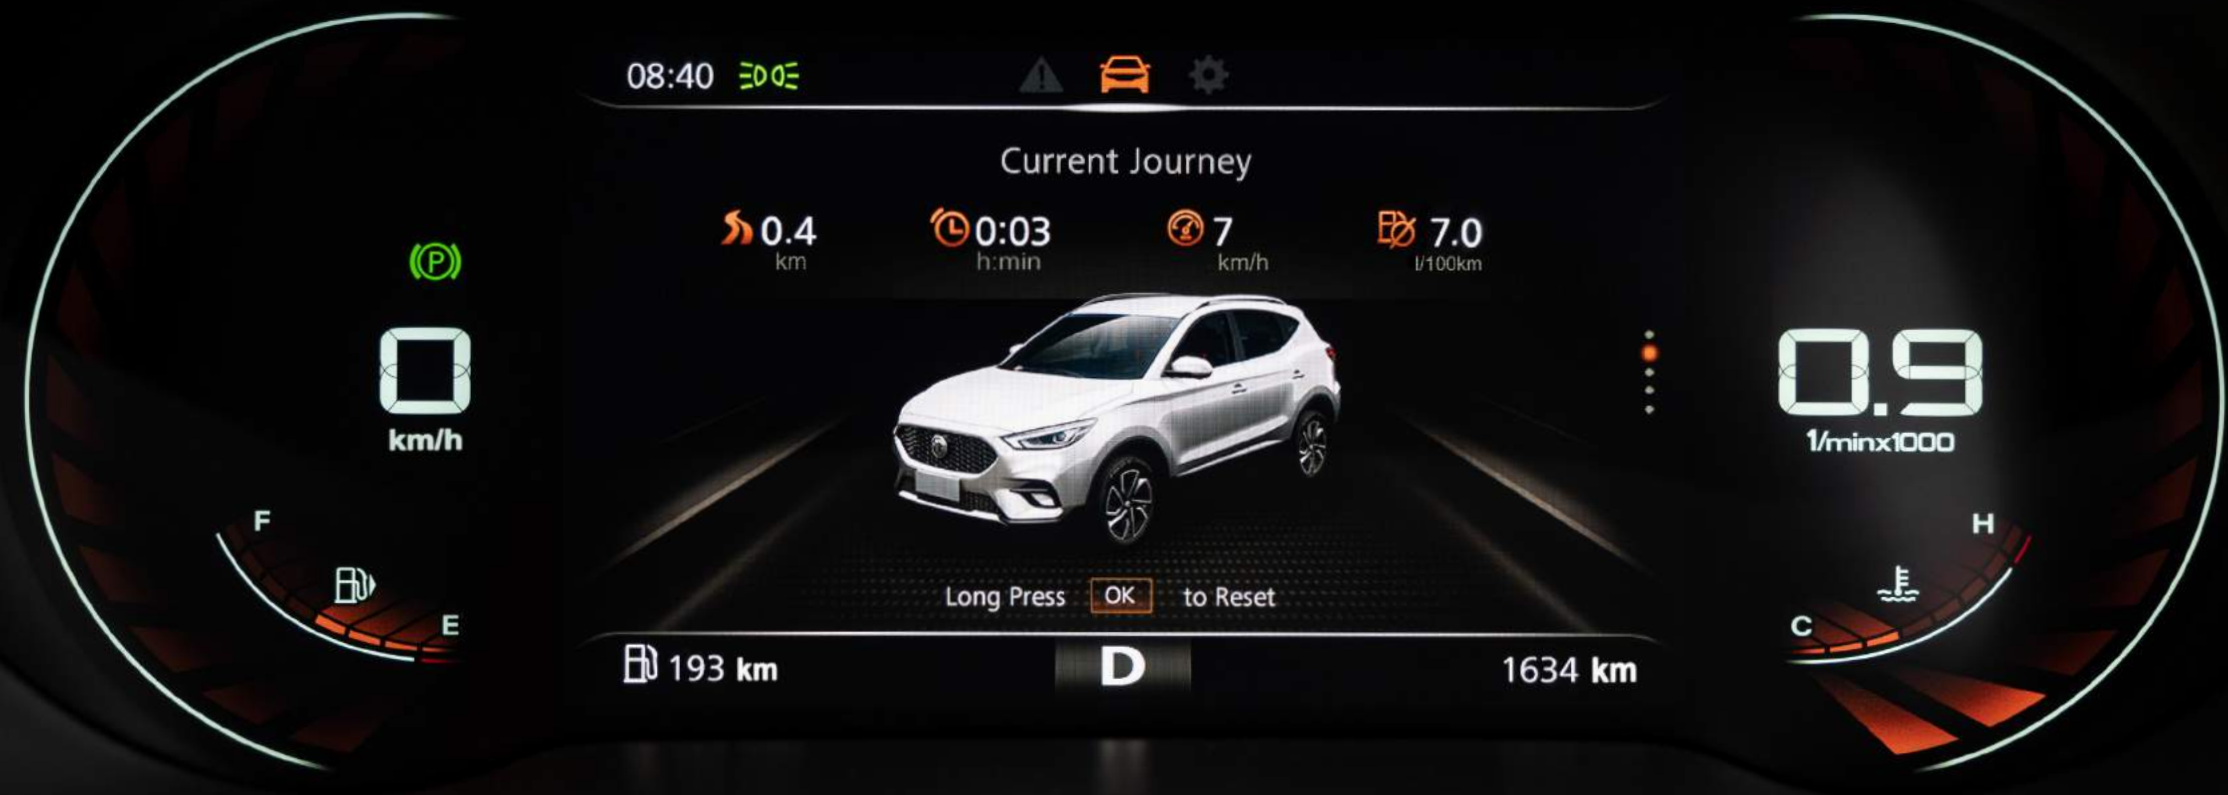 08:40
Current Journey
0.4 0:03 7 7.0
km h:min km/h l/100km
P
0
km/h
0.9
1/minx1000
F
E
H
C
Long Press OK to Reset
193 km D 1634 km